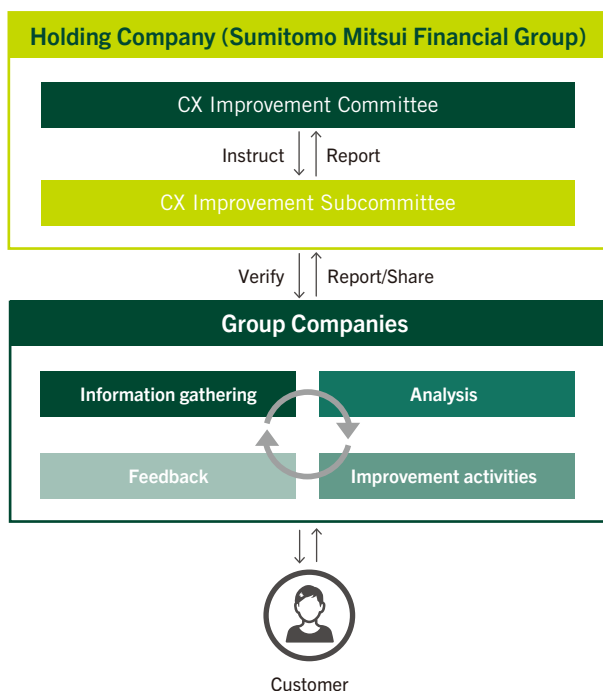 Holding Company (Sumitomo Mitsui Financial Group)
CX Improvement Committee
Instruct Report
CX Improvement Subcommittee
Verify Report/Share
Group Companies
Information gathering Analysis
Feedback Improvement activities
Customer